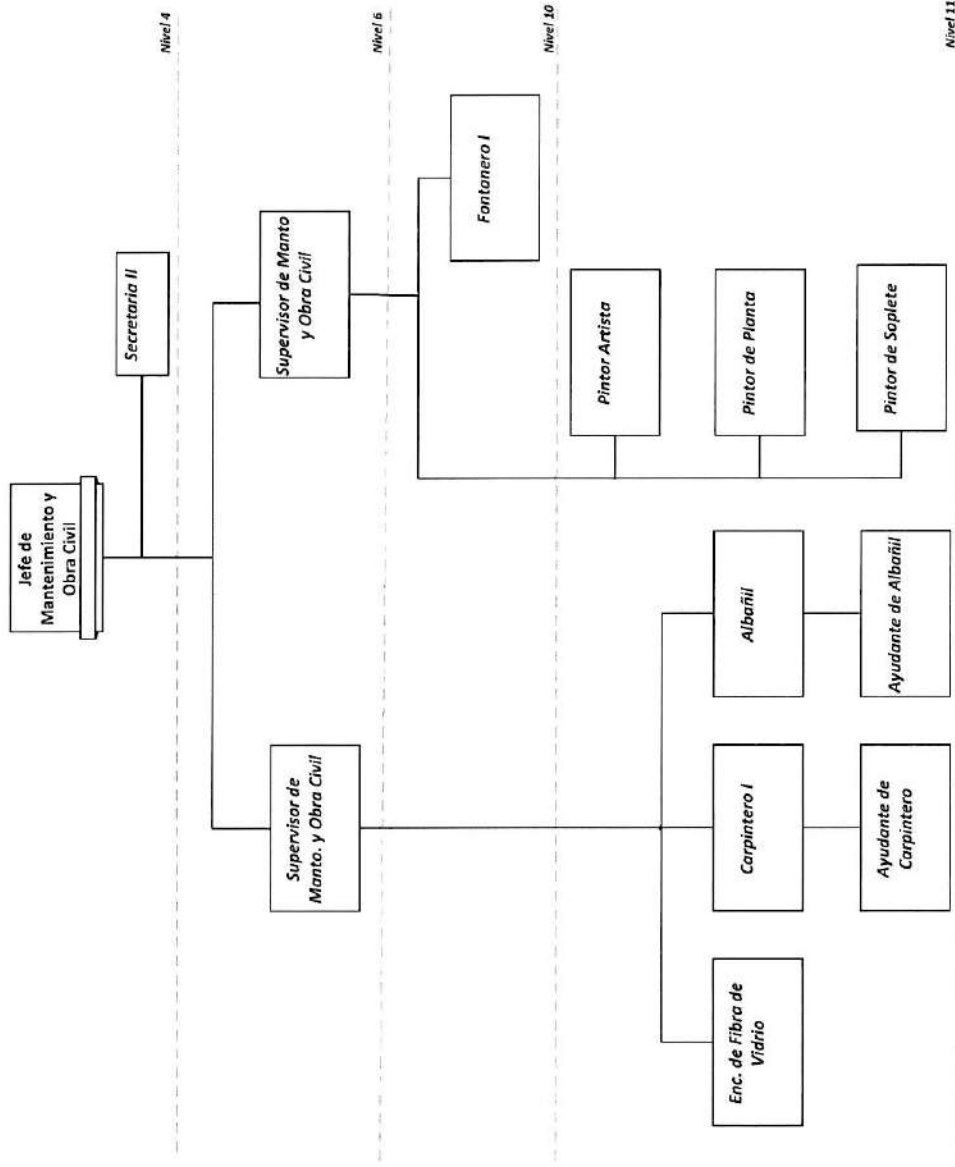 Jefe de
Mantenimiento y
Obra Civil
Secretaria II
Nivel 4
Supervisor de
Manto. y Obra Civil
Supervisor de Manto
y Obra Civil
Nivel 6
Fontanero I
Nivel 10
Pintor Artista
Enc. de Fibra de
Vidrio
Carpintero I
Albañil
Pintor de Planta
Ayudante de
Carpintero
Ayudante de Albañil
Pintor de Soplete
Nivel 11